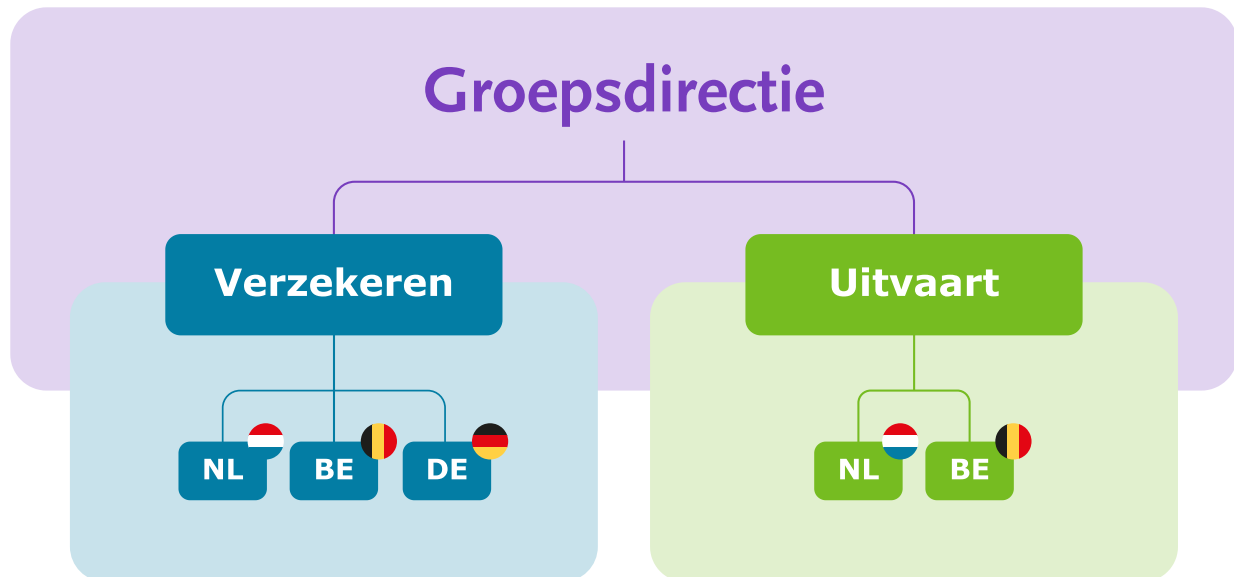 Groepsdirectie
Verzekeren
Uitvaart
NL
BE
DE
NL
BE